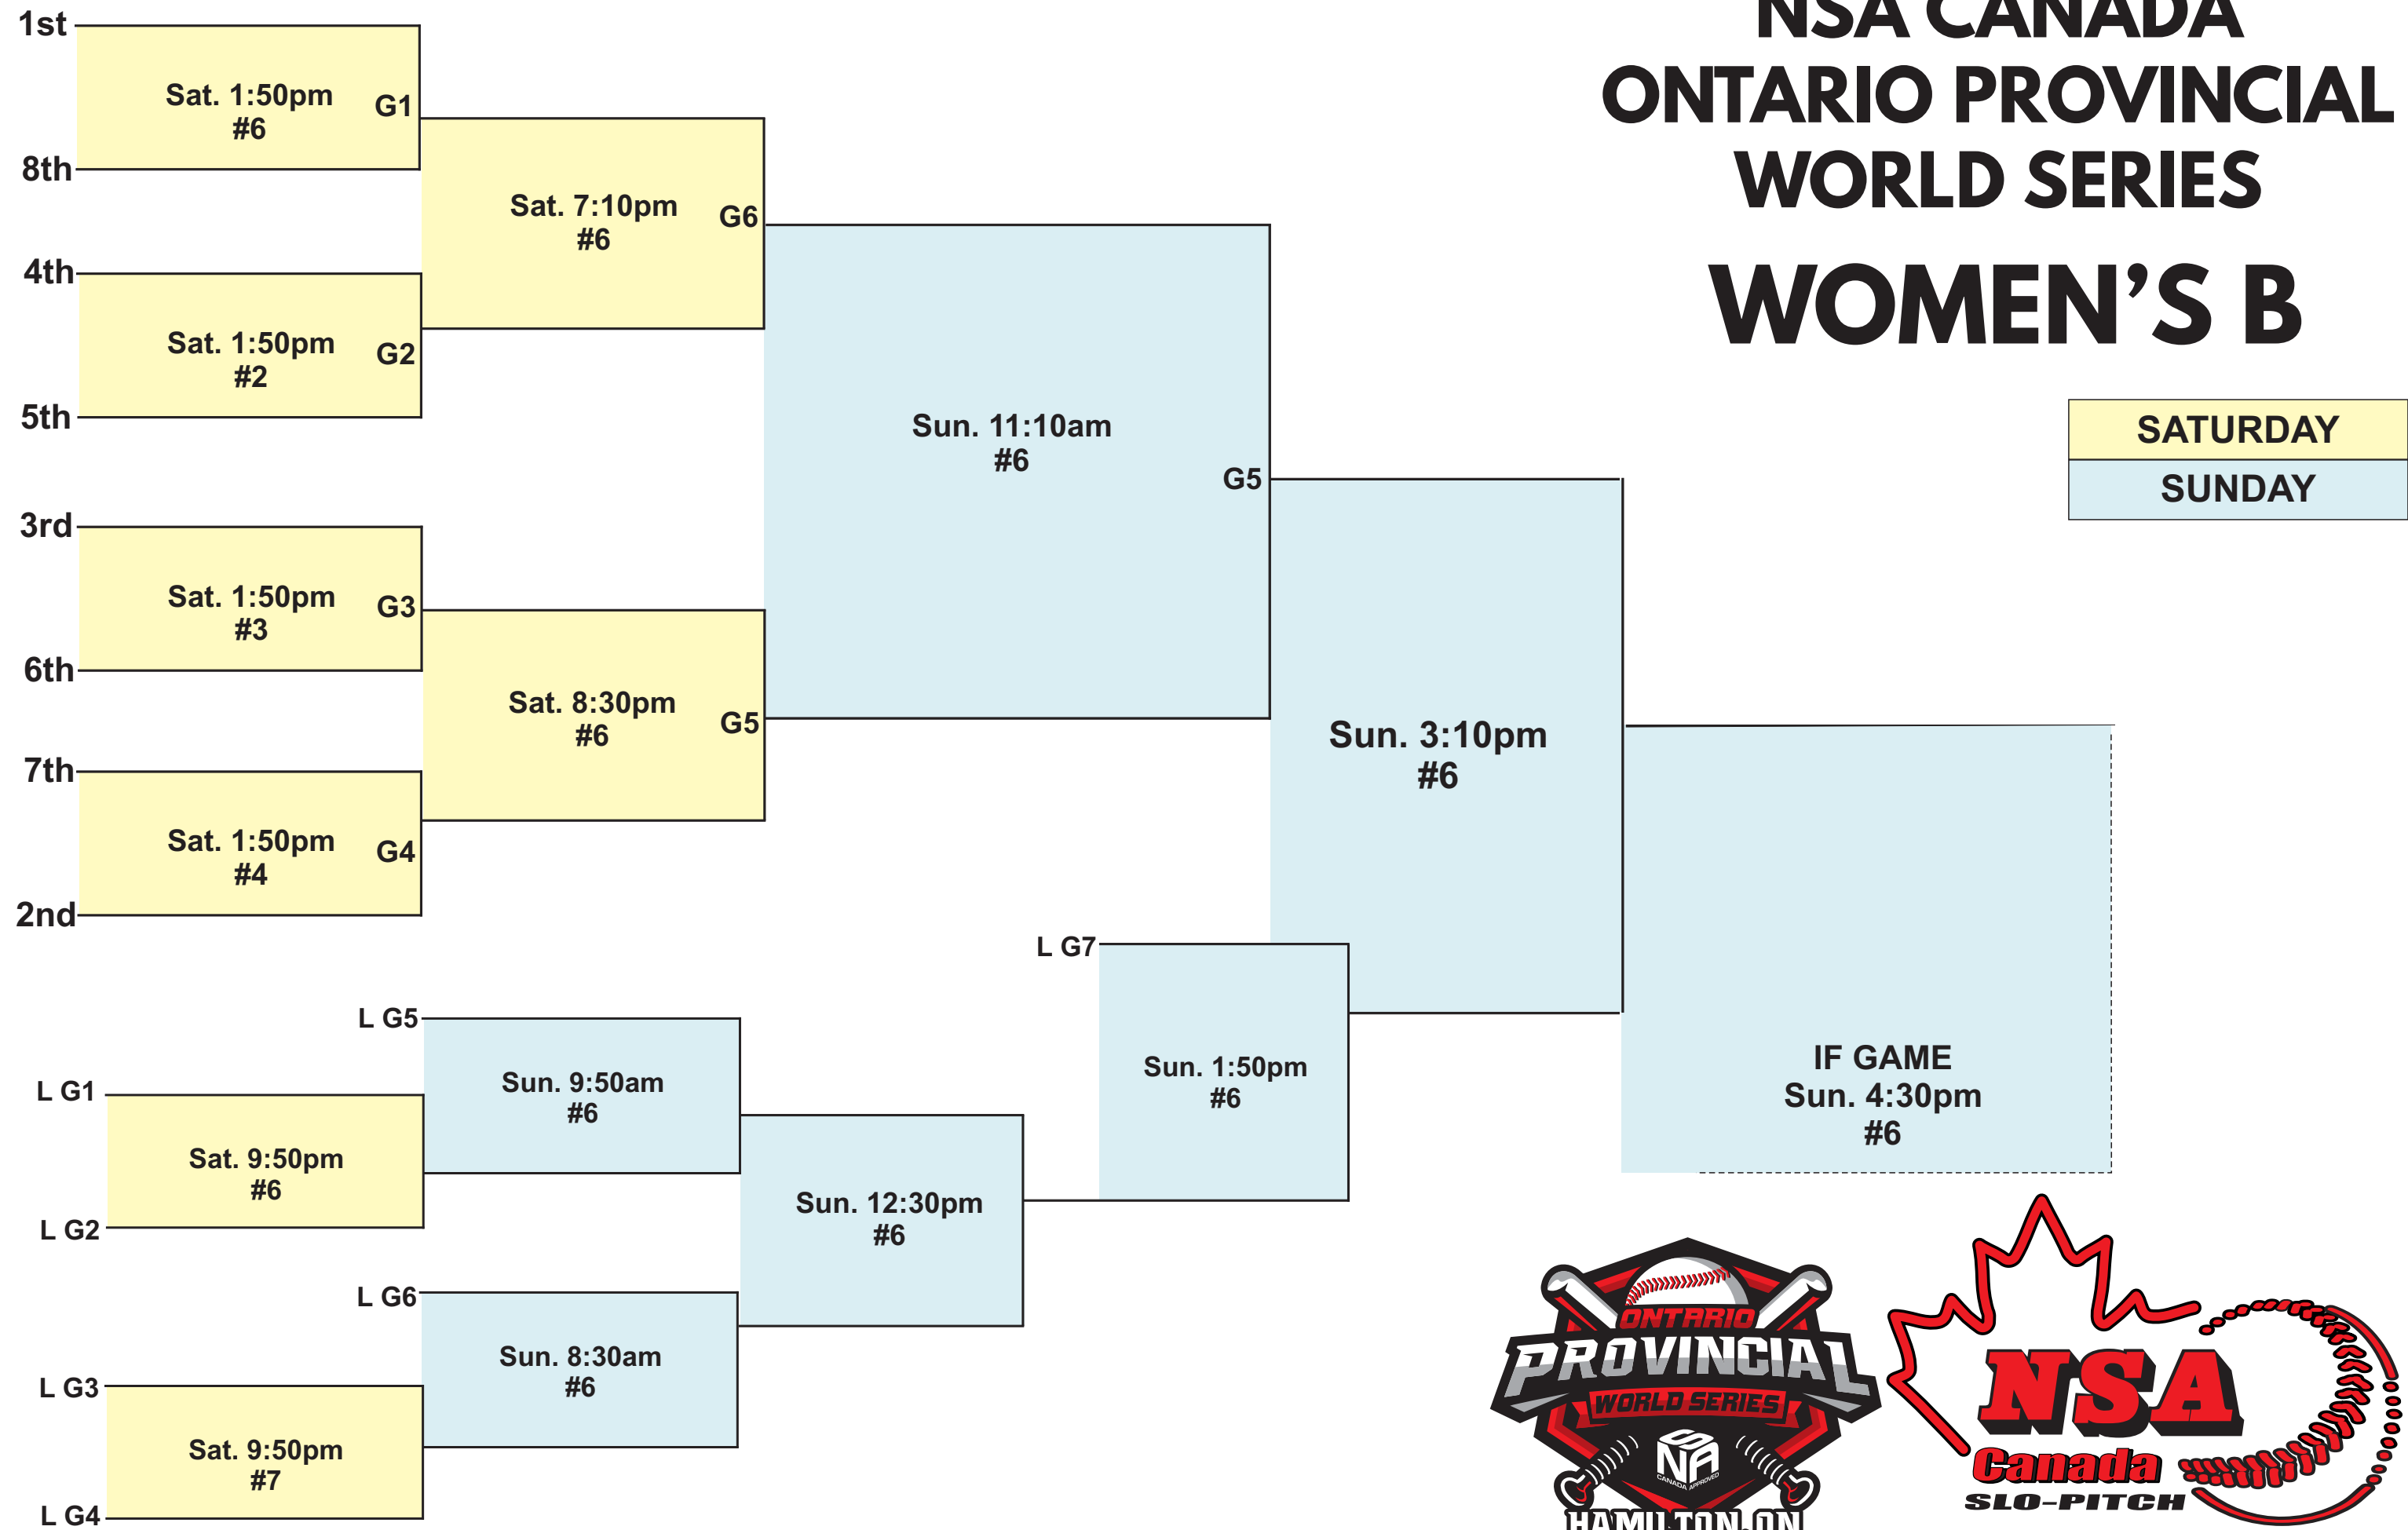 NSA CANADA
ONTARIO PROVINCIAL
WORLD SERIES
WOMEN’S B
SATURDAY
SUNDAY
1st
Sat. 1:50pm
#6
G1
8th
Sat. 7:10pm
#6
G6
4th
Sat. 1:50pm
#2
G2
5th
Sun. 11:10am
#6
G5
3rd
Sat. 1:50pm
#3
G3
6th
Sat. 8:30pm
#6
G5
7th
Sat. 1:50pm
#4
G4
2nd
Sun. 3:10pm
#6
L G7
Sun. 1:50pm
#6
IF GAME
Sun. 4:30pm
#6
L G5
Sun. 9:50am
#6
L G1
Sat. 9:50pm
#6
L G2
Sun. 12:30pm
#6
L G6
Sun. 8:30am
#6
L G3
Sat. 9:50pm
#7
L G4
ONTARIO
PROVINCIAL
WORLD SERIES
NSA
CANADA APPROVED
HAMILTON, ON
NSA
Canada
SLO-PITCH